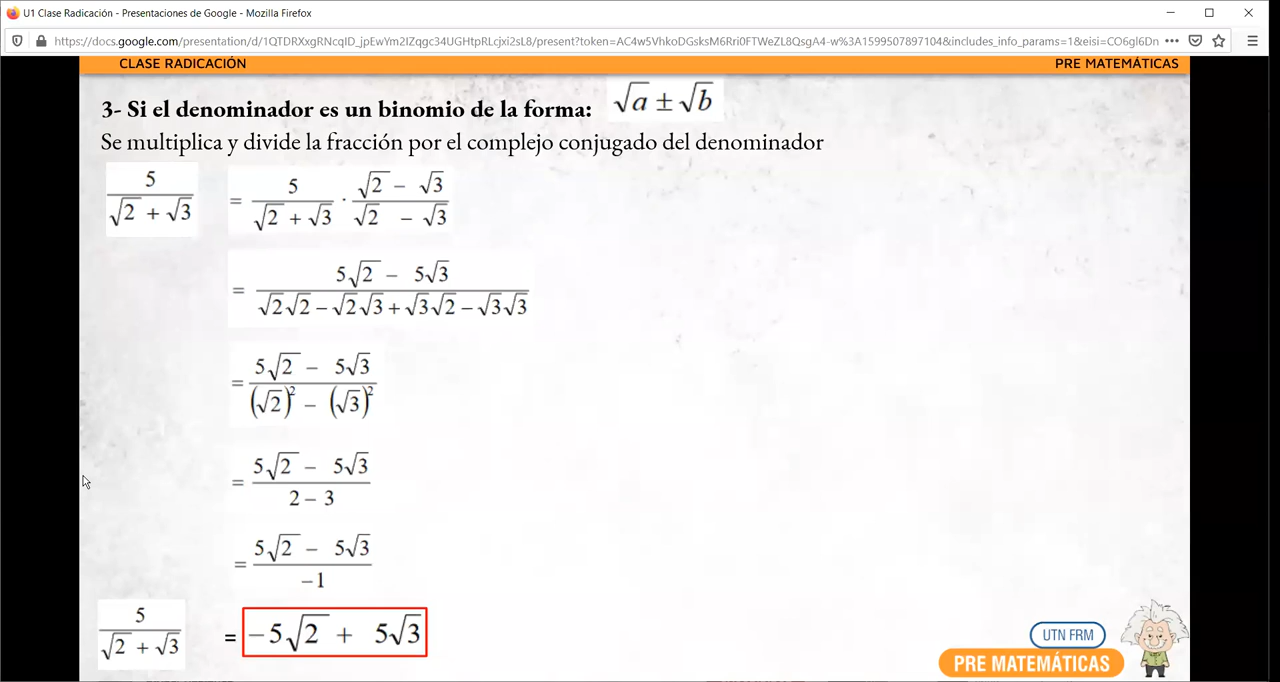 U1 Clase Radicación - Presentaciones de Google - Mozilla Firefox
https://docs.google.com/presentation/d/1QTDRXxgRNcqID_jpEwYm2IZqgc34UGHtpRLcjxi2sL8/present?token=AC4w5VhkoDGsksM6Rri0FTWeZL8QsgA4-w%3A1599507897104&includes_info_params=1&eisi=CO6gl6Dn
CLASE RADICACIÓN PRE MATEMÁTICAS
3- Si el denominador es un binomio de la forma: √a ± √b
Se multiplica y divide la fracción por el complejo conjugado del denominador
5/(√2 + √3) = 5/(√2 + √3) · (√2 − √3)/(√2 − √3)
= (5√2 − 5√3)/(√2√2 − √2√3 + √3√2 − √3√3)
= (5√2 − 5√3)/((√2)² − (√3)²)
= (5√2 − 5√3)/(2 − 3)
= (5√2 − 5√3)/(−1)
5/(√2 + √3) = −5√2 + 5√3
UTN FRM
PRE MATEMÁTICAS